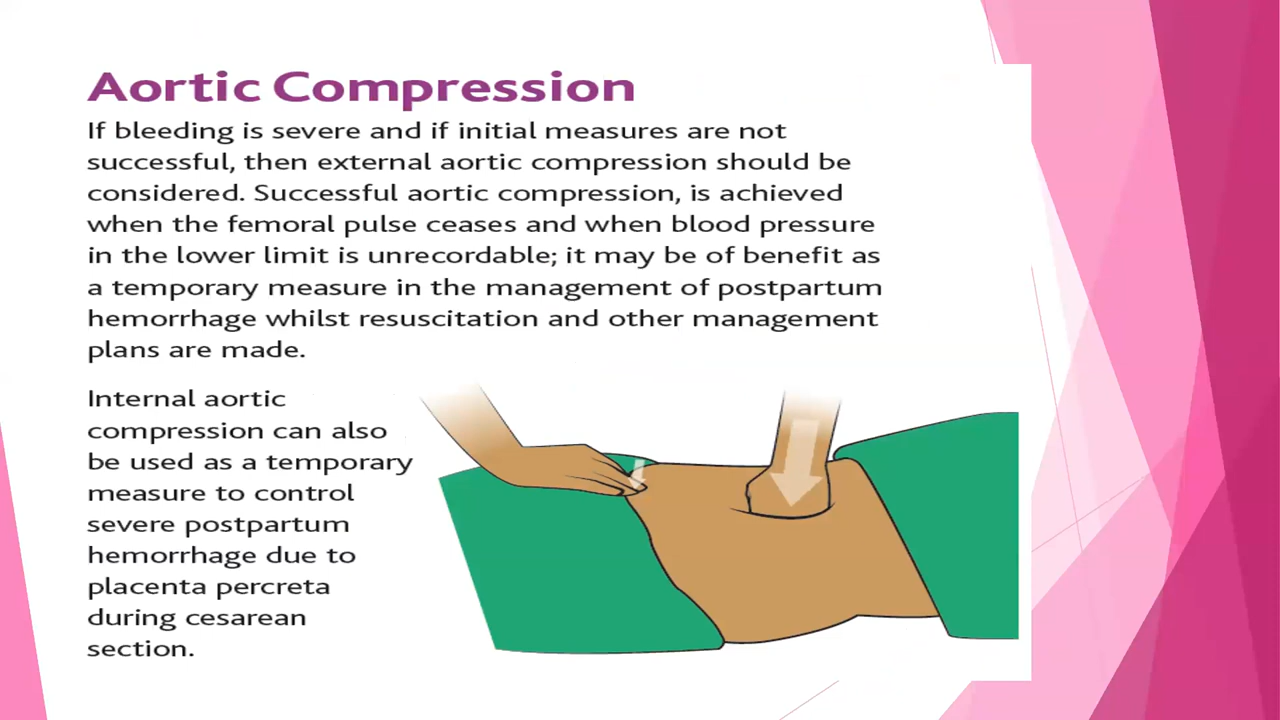 Aortic Compression
If bleeding is severe and if initial measures are not
successful, then external aortic compression should be
considered. Successful aortic compression, is achieved
when the femoral pulse ceases and when blood pressure
in the lower limit is unrecordable; it may be of benefit as
a temporary measure in the management of postpartum
hemorrhage whilst resuscitation and other management
plans are made.
Internal aortic
compression can also
be used as a temporary
measure to control
severe postpartum
hemorrhage due to
placenta percreta
during cesarean
section.